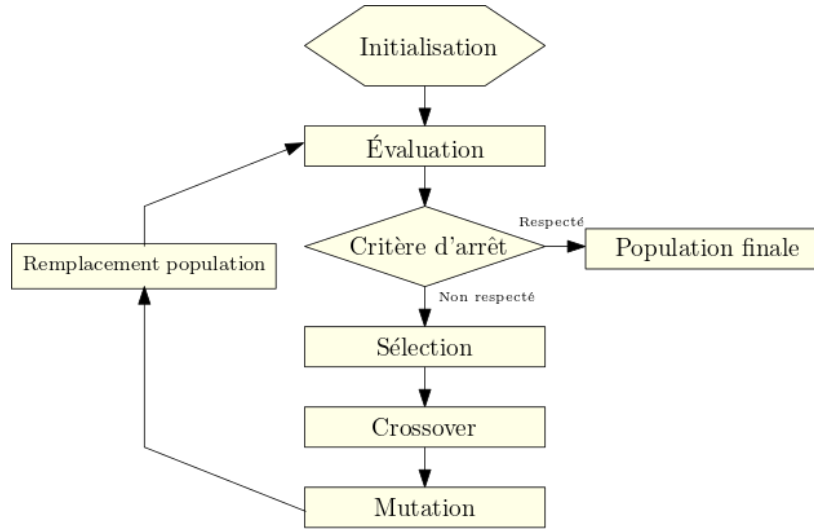 Initialisation
Évaluation
Respecté
Critère d'arrêt
Population finale
Remplacement population
Non respecté
Sélection
Crossover
Mutation